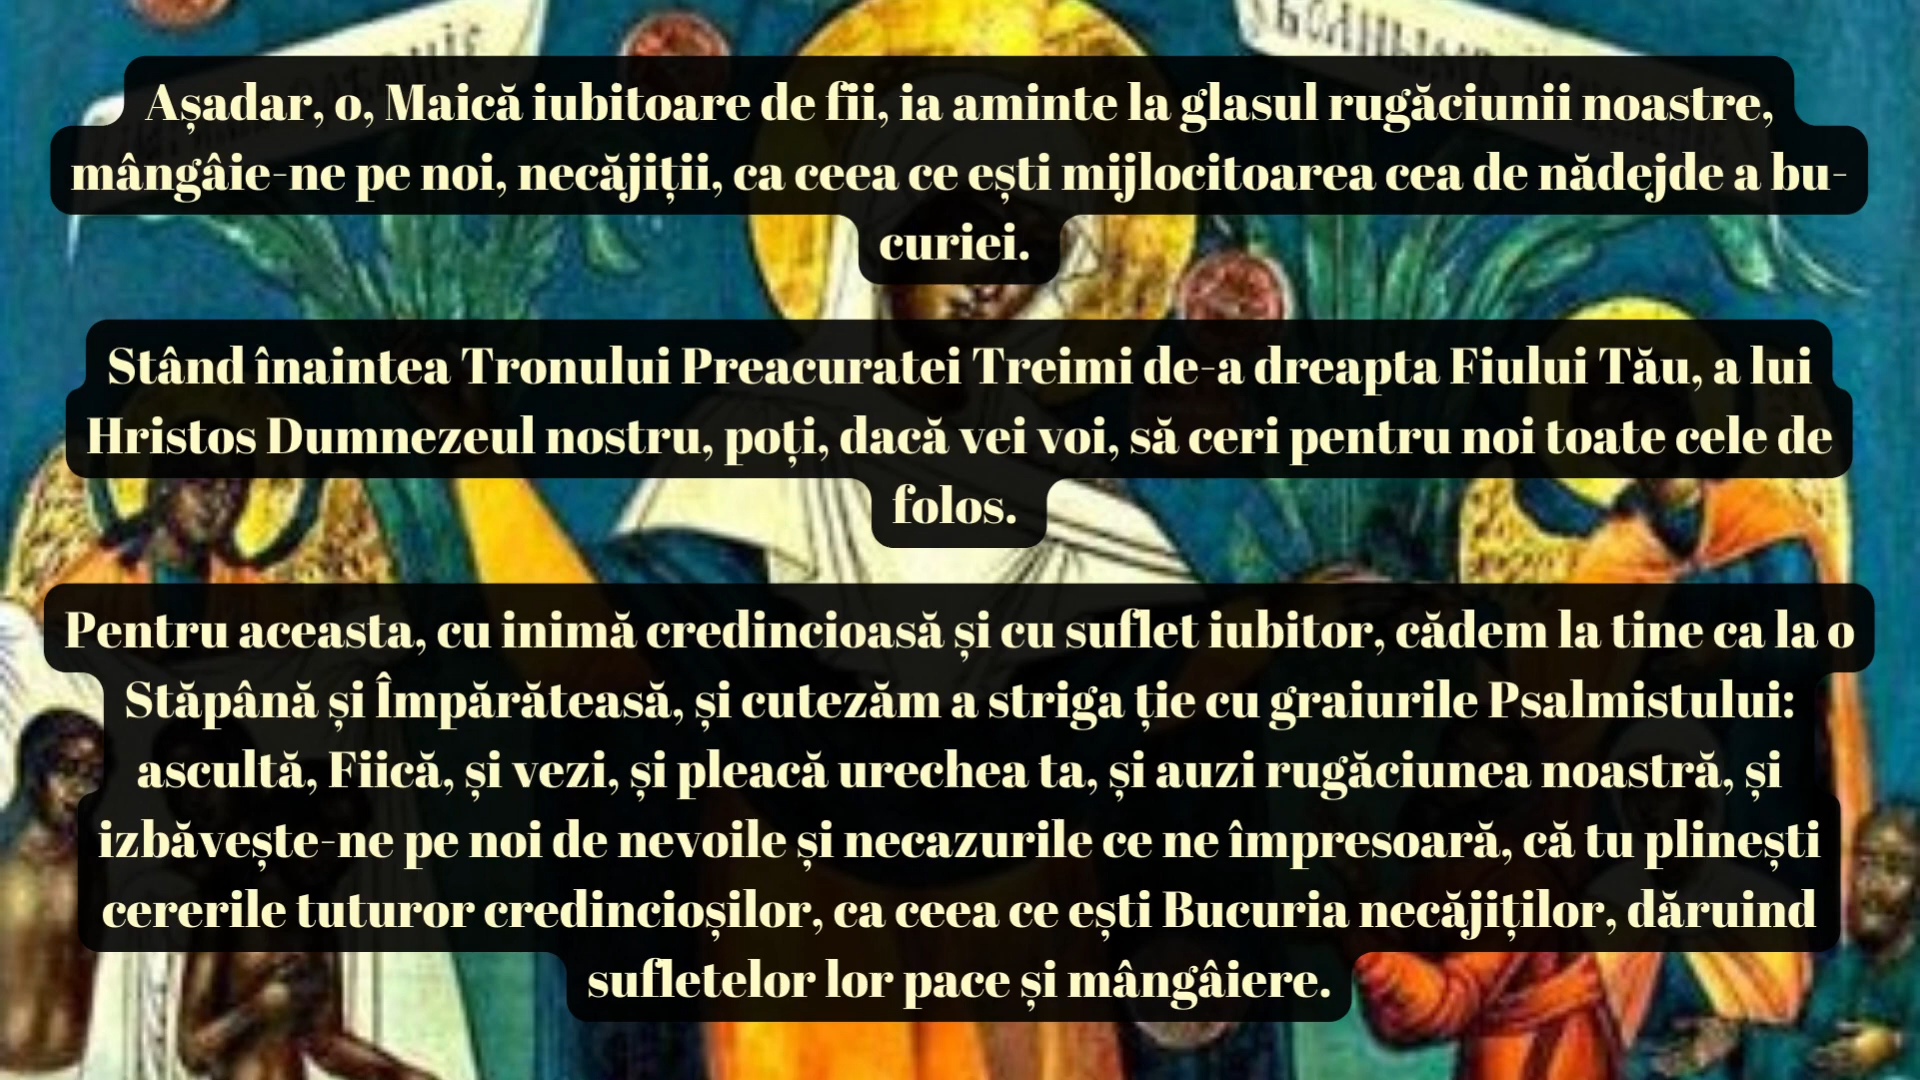 Așadar, o, Maică iubitoare de fii, ia aminte la glasul rugăciunii noastre,
mângâie-ne pe noi, necăjiții, ca ceea ce ești mijlocitoarea cea de nădejde a bu-
curiei.
Stând înaintea Tronului Preacuratei Treimi de-a dreapta Fiului Tău, a lui
Hristos Dumnezeul nostru, poți, dacă vei voi, să ceri pentru noi toate cele de
folos.
Pentru aceasta, cu inimă credincioasă și cu suflet iubitor, cădem la tine ca la o
Stăpână și Împărăteasă, și cutezăm a striga ție cu graiurile Psalmistului:
ascultă, Fiică, și vezi, și pleacă urechea ta, și auzi rugăciunea noastră, și
izbăvește-ne pe noi de nevoile și necazurile ce ne împresoară, că tu plinești
cererile tuturor credincioșilor, ca ceea ce ești Bucuria necăjiților, dăruind
sufletelor lor pace și mângâiere.